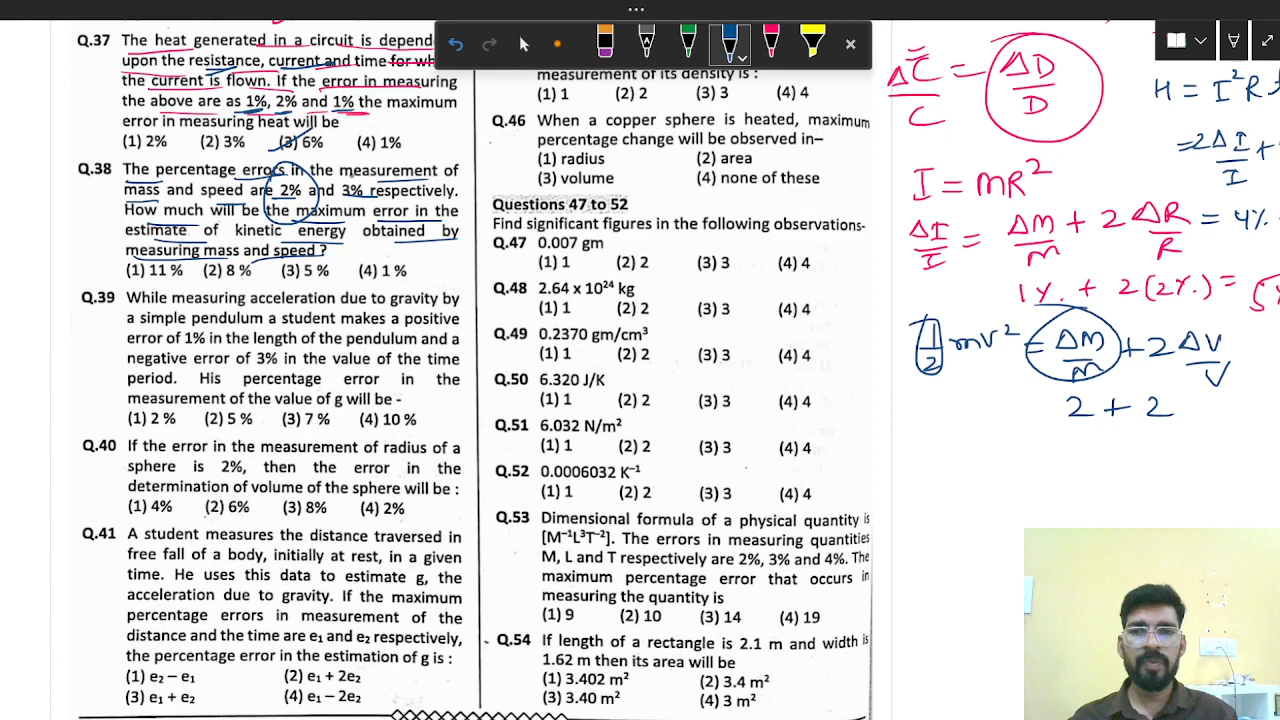 Q.37 The heat generated in a circuit is depend
upon the resistance, current and time for wh
the current is flown. If the error in measuring
the above are as 1%, 2% and 1% the maximum
error in measuring heat will be
(1) 2% (2) 3% (3) 6% (4) 1%
Q.38 The percentage errors in the measurement of
mass and speed are 2% and 3% respectively.
How much will be the maximum error in the
estimate of kinetic energy obtained by
measuring mass and speed ?
(1) 11 % (2) 8 % (3) 5 % (4) 1 %
Q.39 While measuring acceleration due to gravity by
a simple pendulum a student makes a positive
error of 1% in the length of the pendulum and a
negative error of 3% in the value of the time
period. His percentage error in the
measurement of the value of g will be -
(1) 2 % (2) 5 % (3) 7 % (4) 10 %
Q.40 If the error in the measurement of radius of a
sphere is 2%, then the error in the
determination of volume of the sphere will be :
(1) 4% (2) 6% (3) 8% (4) 2%
Q.41 A student measures the distance traversed in
free fall of a body, initially at rest, in a given
time. He uses this data to estimate g, the
acceleration due to gravity. If the maximum
percentage errors in measurement of the
distance and the time are e₁ and e₂ respectively,
the percentage error in the estimation of g is :
(1) e₂ – e₁ (2) e₁ + 2e₂
(3) e₁ + e₂ (4) e₁ – 2e₂
measurement of its density is :
(1) 1 (2) 2 (3) 3 (4) 4
Q.46 When a copper sphere is heated, maximum
percentage change will be observed in–
(1) radius (2) area
(3) volume (4) none of these
Questions 47 to 52
Find significant figures in the following observations-
Q.47 0.007 gm
(1) 1 (2) 2 (3) 3 (4) 4
Q.48 2.64 x 10²⁴ kg
(1) 1 (2) 2 (3) 3 (4) 4
Q.49 0.2370 gm/cm³
(1) 1 (2) 2 (3) 3 (4) 4
Q.50 6.320 J/K
(1) 1 (2) 2 (3) 3 (4) 4
Q.51 6.032 N/m²
(1) 1 (2) 2 (3) 3 (4) 4
Q.52 0.0006032 K⁻¹
(1) 1 (2) 2 (3) 3 (4) 4
Q.53 Dimensional formula of a physical quantity is
[M⁻¹L³T⁻²]. The errors in measuring quantities
M, L and T respectively are 2%, 3% and 4%. The
maximum percentage error that occurs in
measuring the quantity is
(1) 9 (2) 10 (3) 14 (4) 19
Q.54 If length of a rectangle is 2.1 m and width is
1.62 m then its area will be
(1) 3.402 m² (2) 3.4 m²
(3) 3.40 m² (4) 3 m²
ΔC/C = ΔD/D
H = I²R
= 2ΔI/I +
I = MR²
ΔI/I = ΔM/M + 2 ΔR/R = 4%
1% + 2(2%) = 5%
1/2 mv² = ΔM/M + 2 ΔV/V
2 + 2